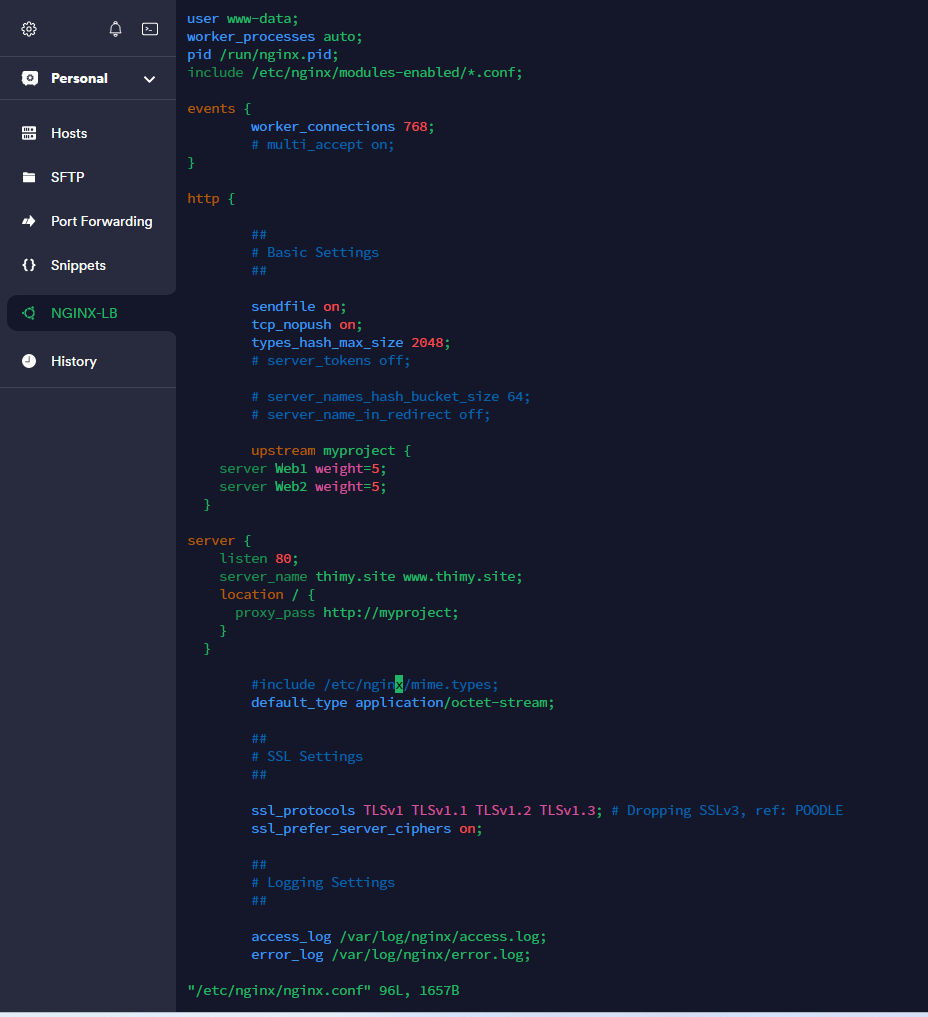 Personal
Hosts
SFTP
Port Forwarding
Snippets
NGINX-LB
History
user www-data;
worker_processes auto;
pid /run/nginx.pid;
include /etc/nginx/modules-enabled/*.conf;
events {
worker_connections 768;
# multi_accept on;
}
http {
##
# Basic Settings
##
sendfile on;
tcp_nopush on;
types_hash_max_size 2048;
# server_tokens off;
# server_names_hash_bucket_size 64;
# server_name_in_redirect off;
upstream myproject {
server Web1 weight=5;
server Web2 weight=5;
}
server {
listen 80;
server_name thimy.site www.thimy.site;
location / {
proxy_pass http://myproject;
}
}
#include /etc/nginx/mime.types;
default_type application/octet-stream;
##
# SSL Settings
##
ssl_protocols TLSv1 TLSv1.1 TLSv1.2 TLSv1.3; # Dropping SSLv3, ref: POODLE
ssl_prefer_server_ciphers on;
##
# Logging Settings
##
access_log /var/log/nginx/access.log;
error_log /var/log/nginx/error.log;
"/etc/nginx/nginx.conf" 96L, 1657B